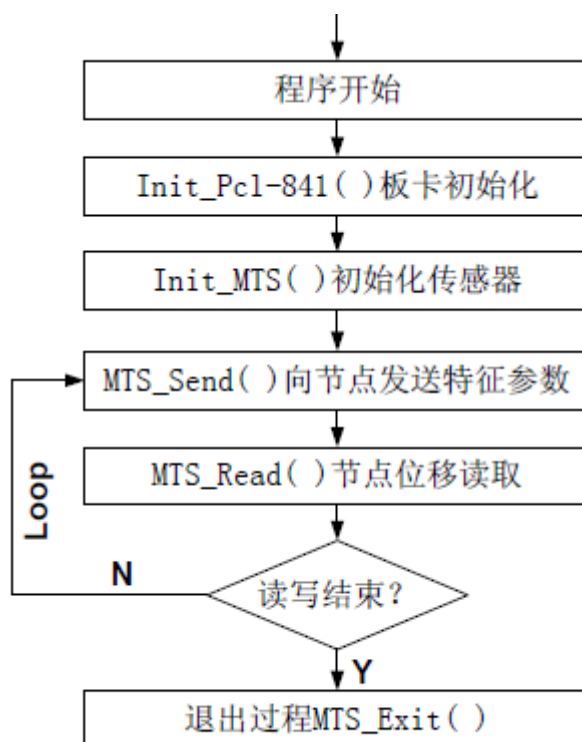 程序开始
Init_Pcl-841( )板卡初始化
Init_MTS( )初始化传感器
MTS_Send( )向节点发送特征参数
MTS_Read( )节点位移读取
Loop
N
读写结束?
Y
退出过程MTS_Exit( )